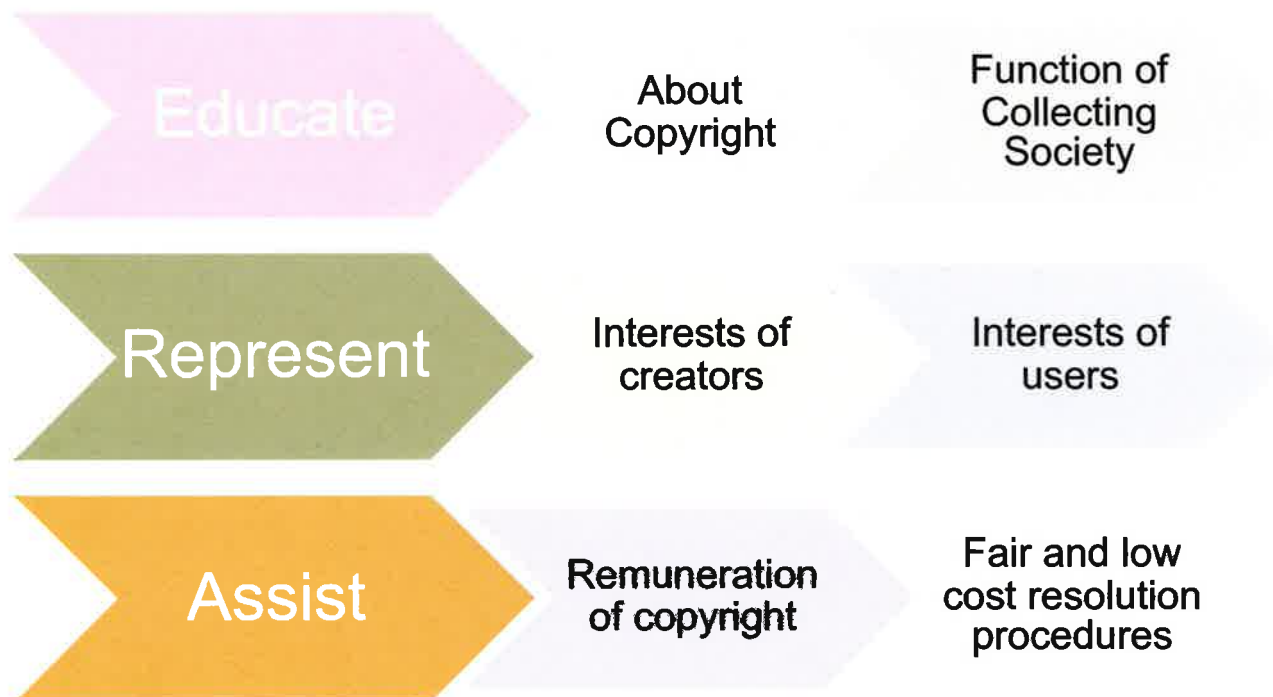 Educate
About
Copyright
Function of
Collecting
Society
Represent
Interests of
creators
Interests of
users
Assist
Remuneration
of copyright
Fair and low
cost resolution
procedures